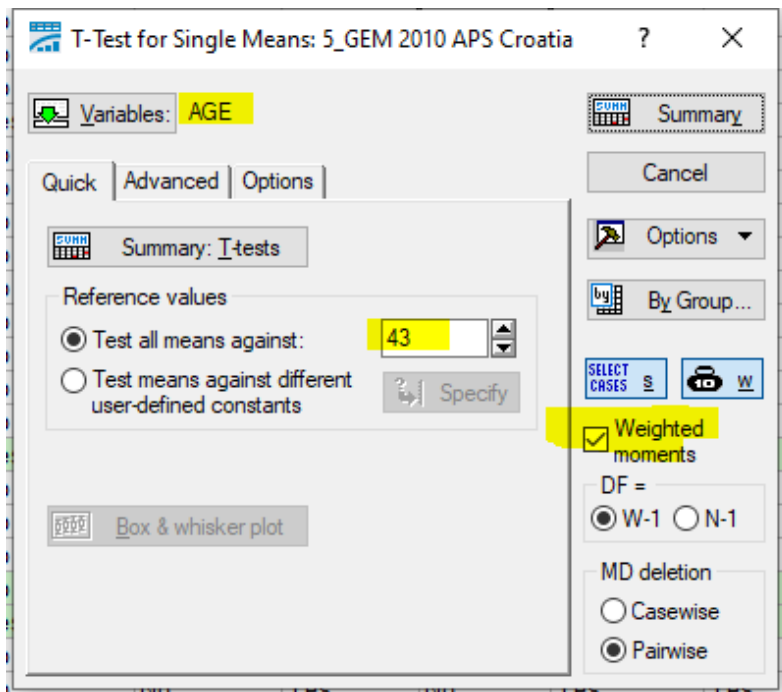 T-Test for Single Means: 5_GEM 2010 APS Croatia ? ×
Variables: AGE
Summary
Cancel
Quick Advanced Options
Options
Summary: T-tests
By Group...
Reference values
Test all means against: 43
Test means against different
user-defined constants
Specify
SELECT
CASES S
W
Weighted
moments
DF =
W-1 N-1
Box & whisker plot
MD deletion
Casewise
Pairwise